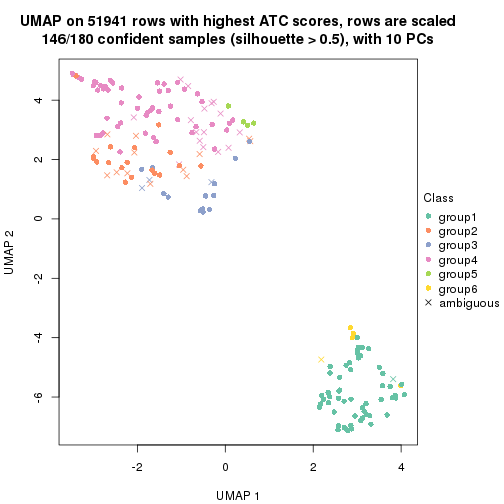 UMAP on 51941 rows with highest ATC scores, rows are scaled
146/180 confident samples (silhouette > 0.5), with 10 PCs
UMAP 2
4
2
0
-2
-4
-6
-2
0
2
4
UMAP 1
Class
group1
group2
group3
group4
group5
group6
ambiguous